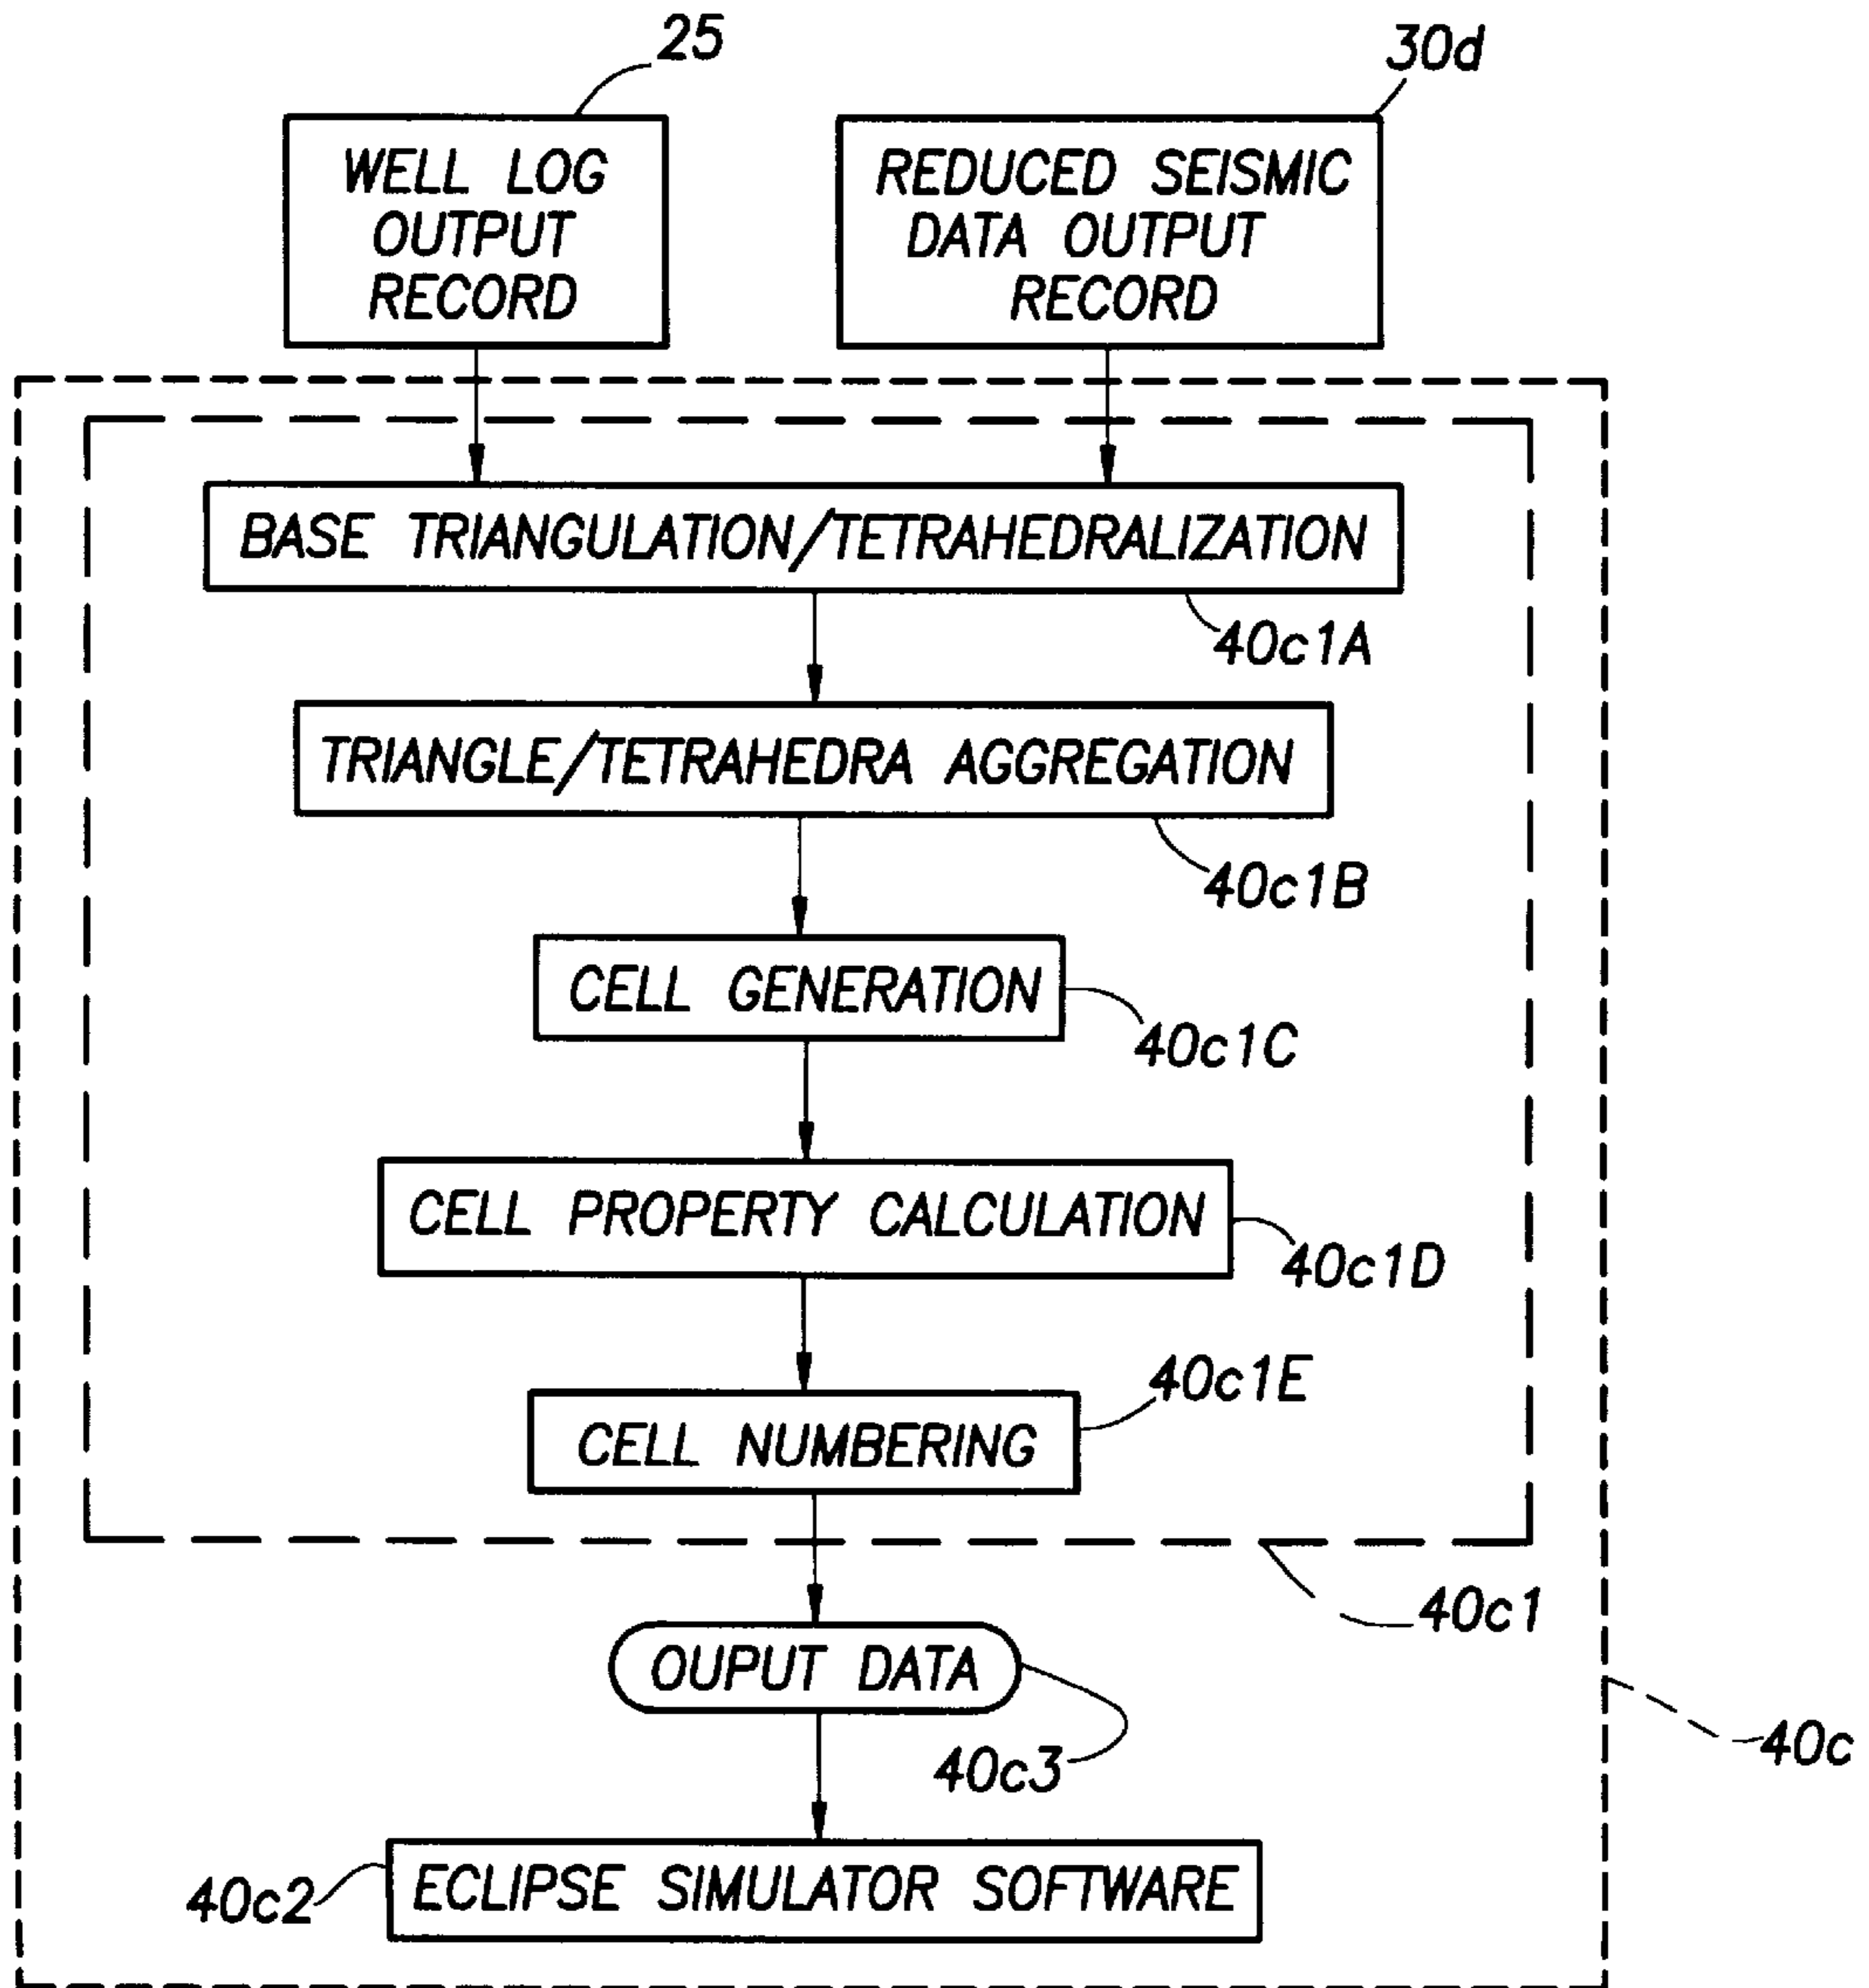 25
30d
WELL LOG
OUTPUT
RECORD
REDUCED SEISMIC
DATA OUTPUT
RECORD
BASE TRIANGULATION/TETRAHEDRALIZATION
40c1A
TRIANGLE/TETRAHEDRA AGGREGATION
40c1B
CELL GENERATION
40c1C
CELL PROPERTY CALCULATION
40c1D
40c1E
CELL NUMBERING
40c1
OUPUT DATA
40c3
40c
40c2
ECLIPSE SIMULATOR SOFTWARE